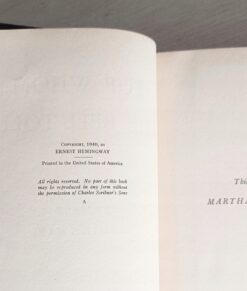 COPYRIGHT, 1940, BY
ERNEST HEMINGWAY
Printed in the United States of America
All rights reserved. No part of this book
may be reproduced in any form without
the permission of Charles Scribner's Sons
A
This
MARTHA